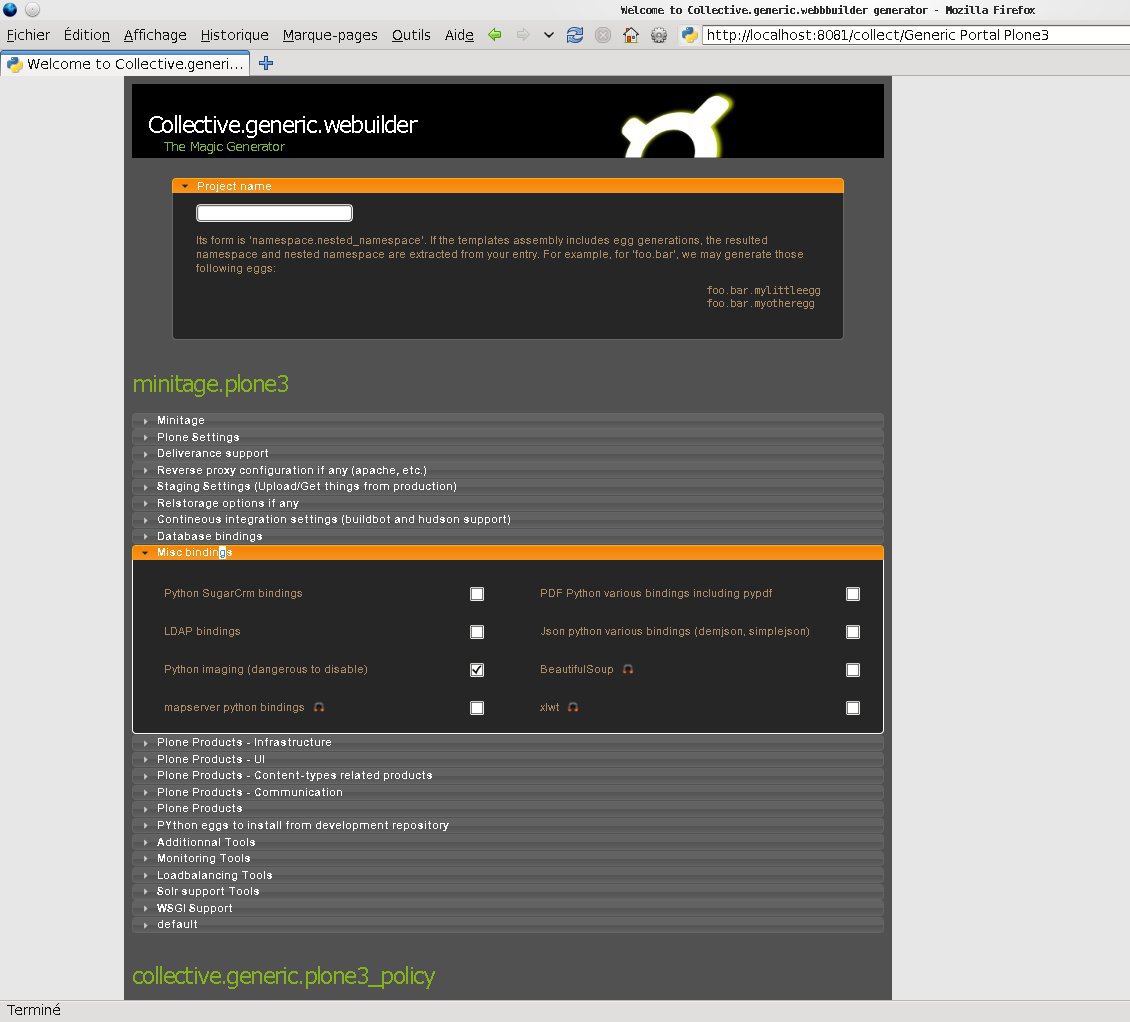 Welcome to Collective.generic.webbbuilder generator - Mozilla Firefox
Fichier Édition Affichage Historique Marque-pages Outils Aide http://localhost:8081/collect/Generic Portal Plone3
Welcome to Collective.generi...
Collective.generic.webuilder
The Magic Generator
Project name
Its form is 'namespace.nested_namespace'. If the templates assembly includes egg generations, the resulted
namespace and nested namespace are extracted from your entry. For example, for 'foo.bar', we may generate those
following eggs:
foo.bar.mylittleegg
foo.bar.myotheregg
minitage.plone3
Minitage
Plone Settings
Deliverance support
Reverse proxy configuration if any (apache, etc.)
Staging Settings (Upload/Get things from production)
Relstorage options if any
Contineous integration settings (buildbot and hudson support)
Database bindings
Misc bindings
Python SugarCrm bindings PDF Python various bindings including pypdf
LDAP bindings Json python various bindings (demjson, simplejson)
Python imaging (dangerous to disable) BeautifulSoup
mapserver python bindings xlwt
Plone Products - Infrastructure
Plone Products - UI
Plone Products - Content-types related products
Plone Products - Communication
Plone Products
PYthon eggs to install from development repository
Additionnal Tools
Monitoring Tools
Loadbalancing Tools
Solr support Tools
WSGI Support
default
collective.generic.plone3_policy
Terminé